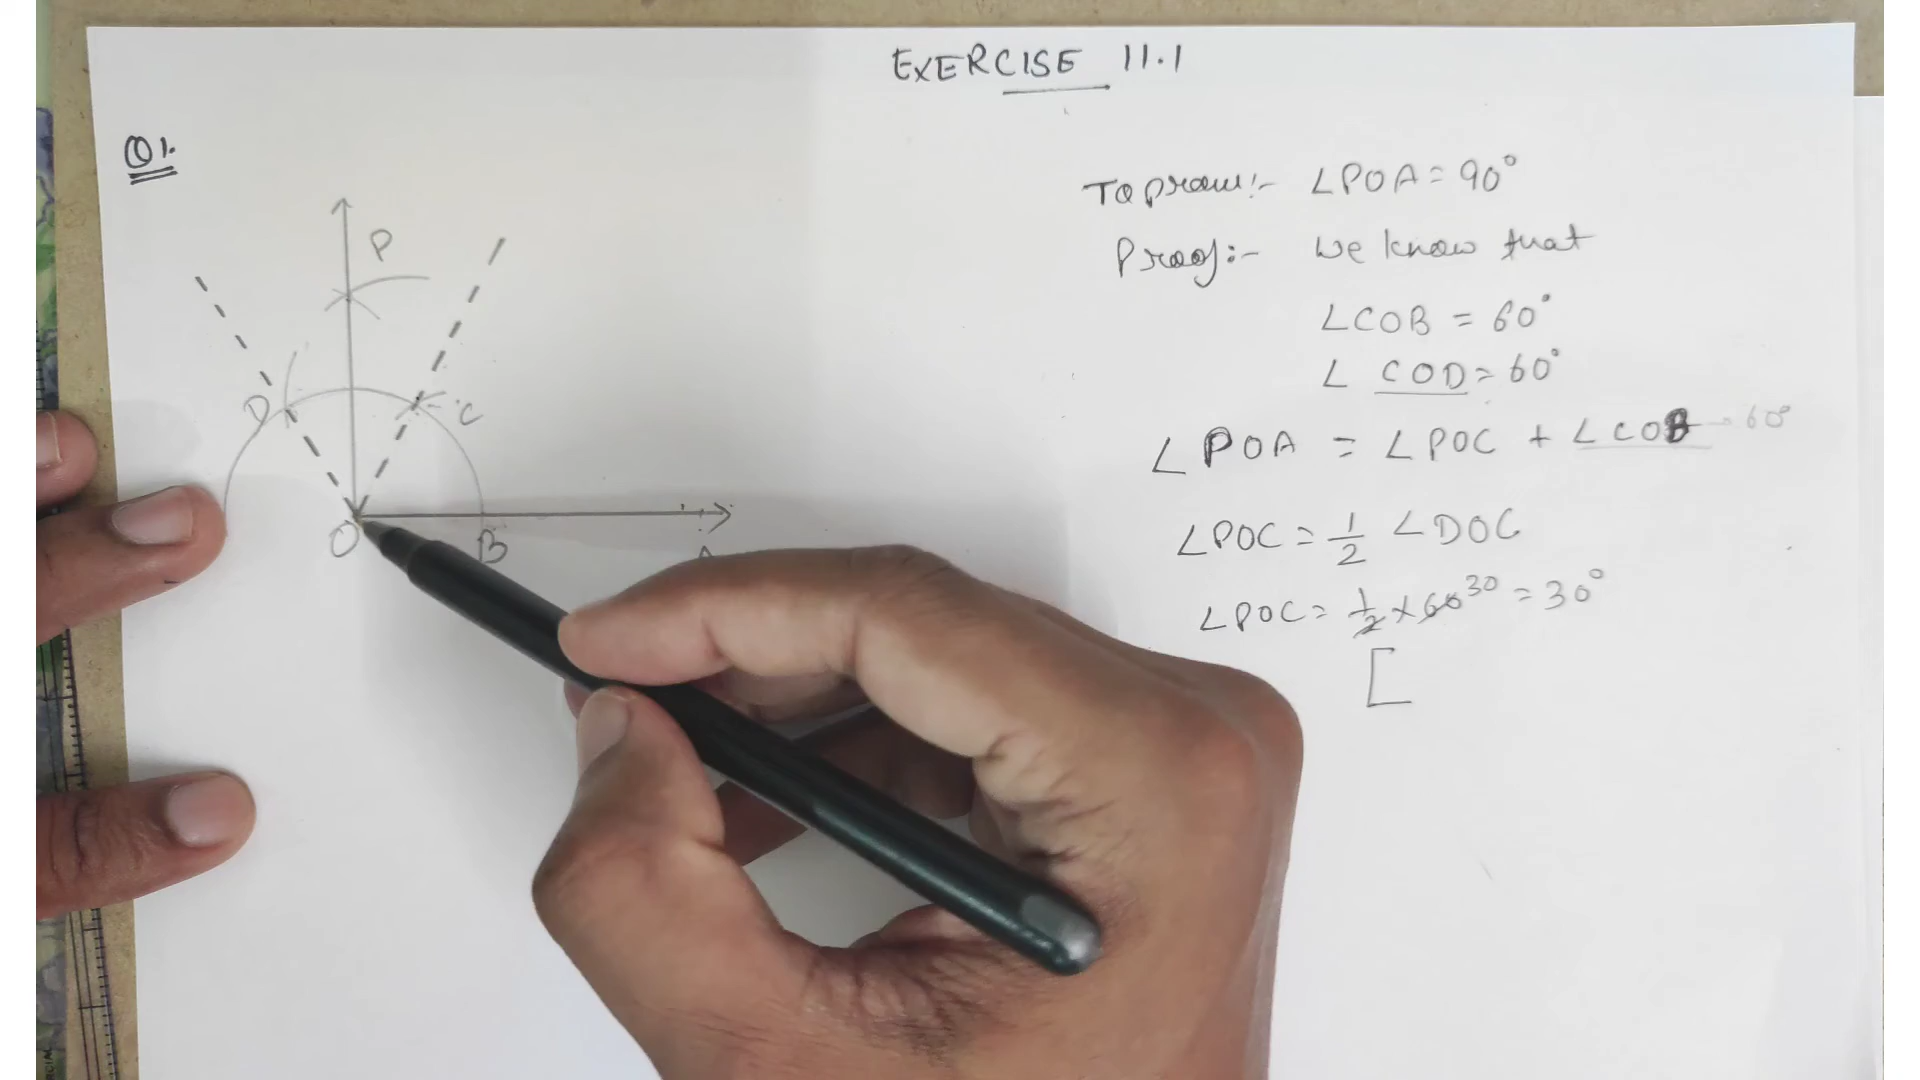 EXERCISE 11.1
Q1.
P
D
C
O
B
To prove:- ∠POA = 90°
Proof:- We know that
∠COB = 60°
∠ COD = 60°
∠POA = ∠POC + ∠COB 60°
∠POC = 1/2 ∠DOC
∠POC = 1/2 × 60 30 = 30°
[